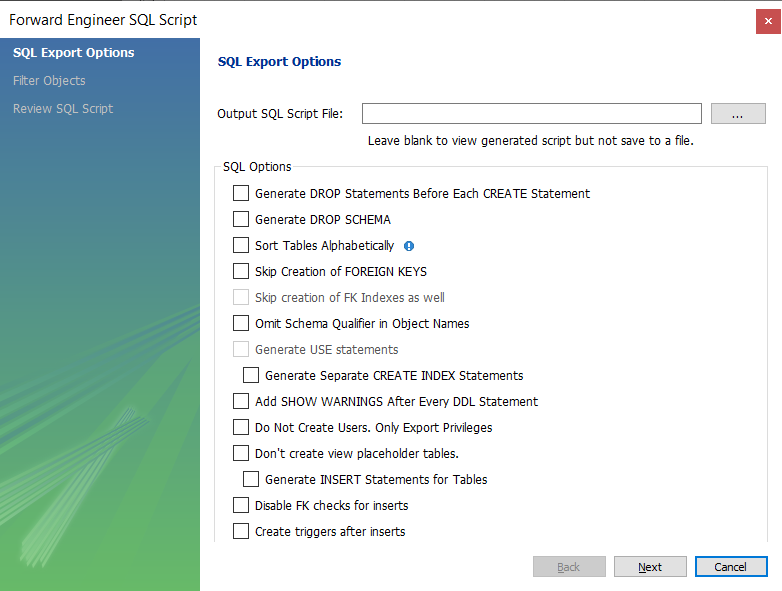 Forward Engineer SQL Script
SQL Export Options
Filter Objects
Review SQL Script
SQL Export Options
Output SQL Script File:
...
Leave blank to view generated script but not save to a file.
SQL Options
Generate DROP Statements Before Each CREATE Statement
Generate DROP SCHEMA
Sort Tables Alphabetically
Skip Creation of FOREIGN KEYS
Skip creation of FK Indexes as well
Omit Schema Qualifier in Object Names
Generate USE statements
Generate Separate CREATE INDEX Statements
Add SHOW WARNINGS After Every DDL Statement
Do Not Create Users. Only Export Privileges
Don't create view placeholder tables.
Generate INSERT Statements for Tables
Disable FK checks for inserts
Create triggers after inserts
Back Next Cancel